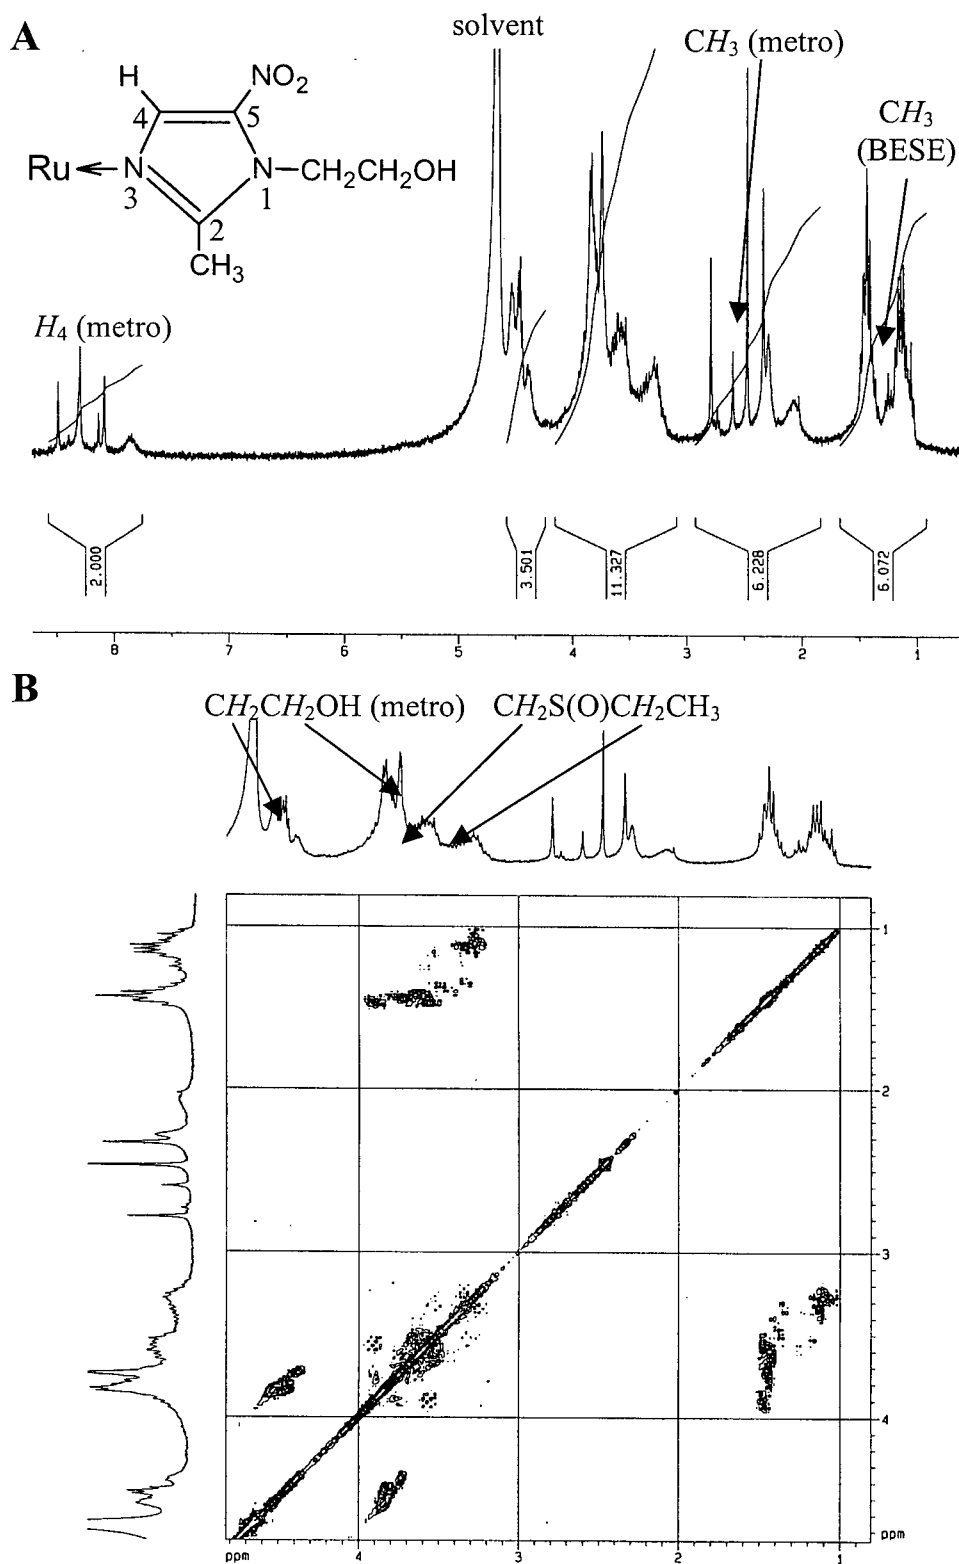 A
solvent
CH3 (metro)
CH3
(BESE)
H
NO2
4
5
Ru
N
N
CH2CH2OH
3
1
2
CH3
H4 (metro)
2.000
3.501
11.327
6.228
6.072
8
7
6
5
4
3
2
1
B
CH2CH2OH (metro)
CH2S(O)CH2CH3
1
2
3
4
ppm
ppm
4
3
2
1